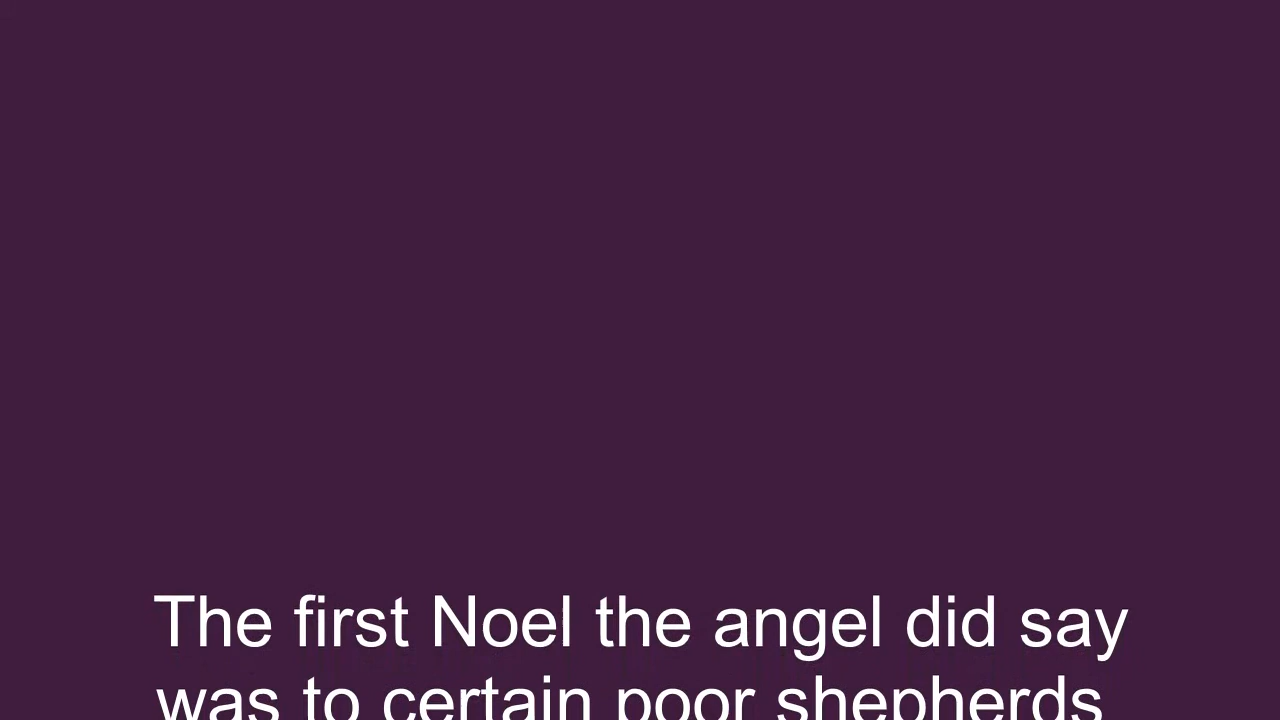 The first Noel the angel did say
was to certain poor shepherds